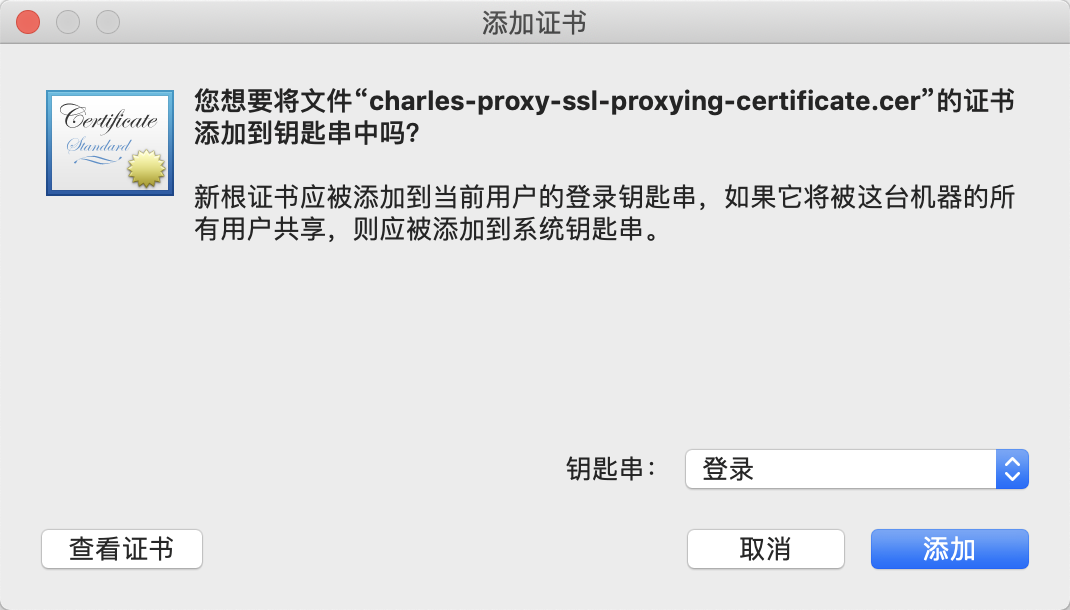 添加证书
Certificate
Standard
您想要将文件“charles-proxy-ssl-proxying-certificate.cer”的证书
添加到钥匙串中吗？
新根证书应被添加到当前用户的登录钥匙串，如果它将被这台机器的所
有用户共享，则应被添加到系统钥匙串。
钥匙串： 登录
查看证书 取消 添加